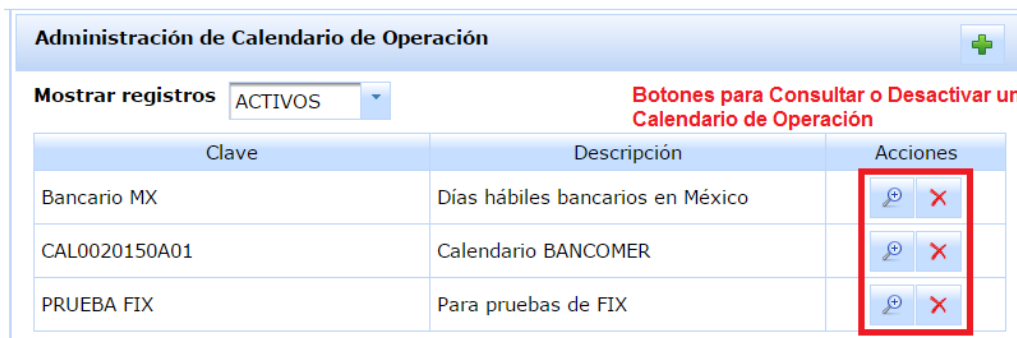 Administración de Calendario de Operación
Mostrar registros ACTIVOS
Botones para Consultar o Desactivar un
Calendario de Operación
Clave Descripción Acciones
Bancario MX Días hábiles bancarios en México
CAL0020150A01 Calendario BANCOMER
PRUEBA FIX Para pruebas de FIX